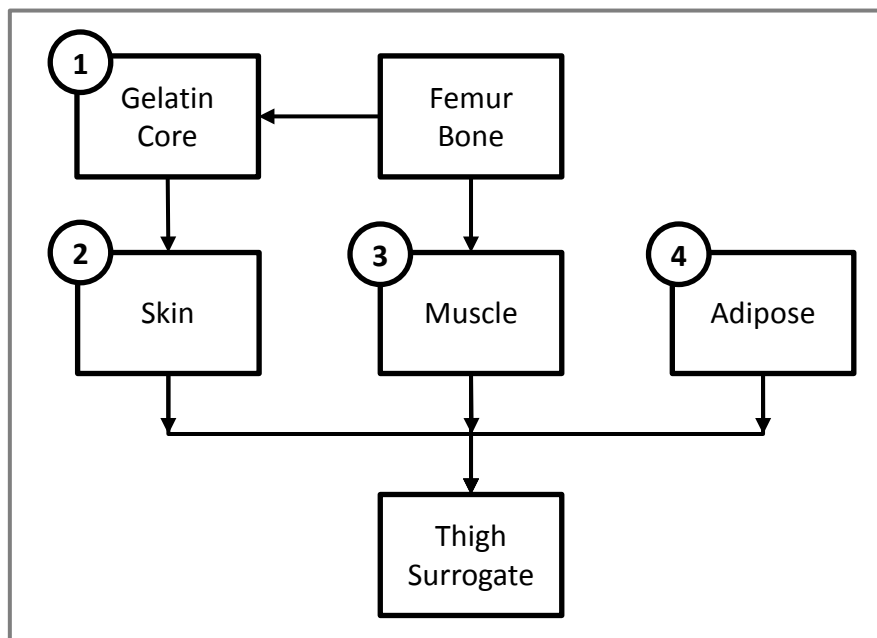 1
Gelatin
Core
Femur
Bone
2
Skin
3
Muscle
4
Adipose
Thigh
Surrogate